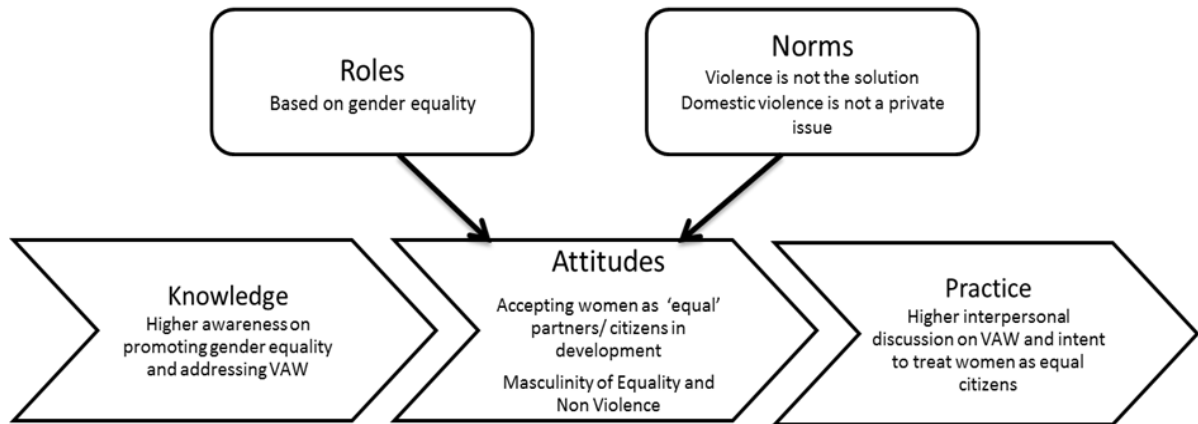 Roles
Based on gender equality
Norms
Violence is not the solution
Domestic violence is not a private
issue
Knowledge
Higher awareness on
promoting gender equality
and addressing VAW
Attitudes
Accepting women as ‘equal’
partners/ citizens in
development
Masculinity of Equality and
Non Violence
Practice
Higher interpersonal
discussion on VAW and intent
to treat women as equal
citizens